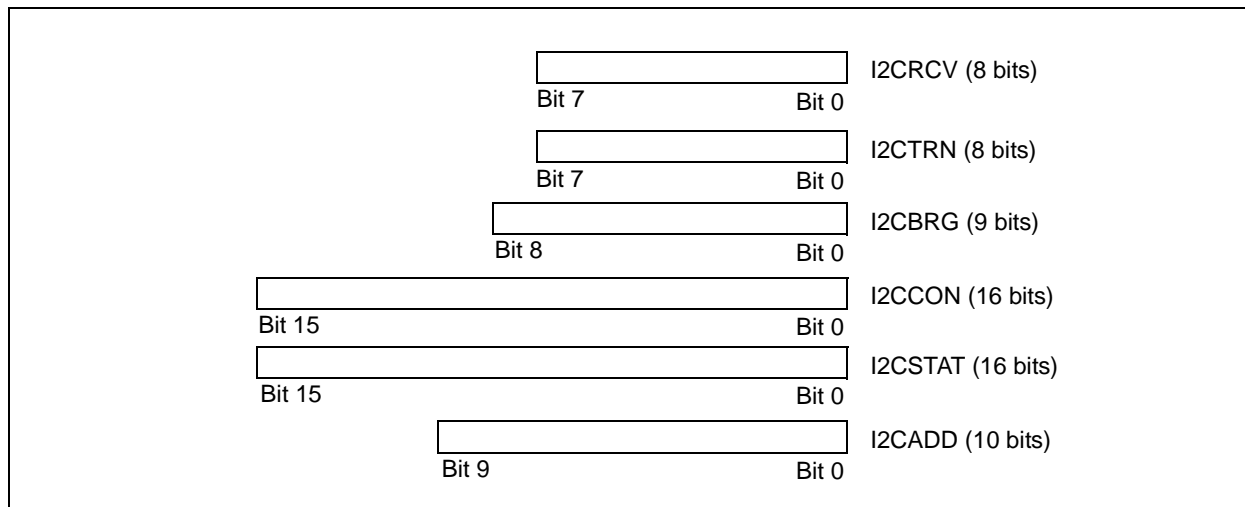 I2CRCV (8 bits)
Bit 7 Bit 0
I2CTRN (8 bits)
Bit 7 Bit 0
I2CBRG (9 bits)
Bit 8 Bit 0
I2CCON (16 bits)
Bit 15 Bit 0
I2CSTAT (16 bits)
Bit 15 Bit 0
I2CADD (10 bits)
Bit 9 Bit 0